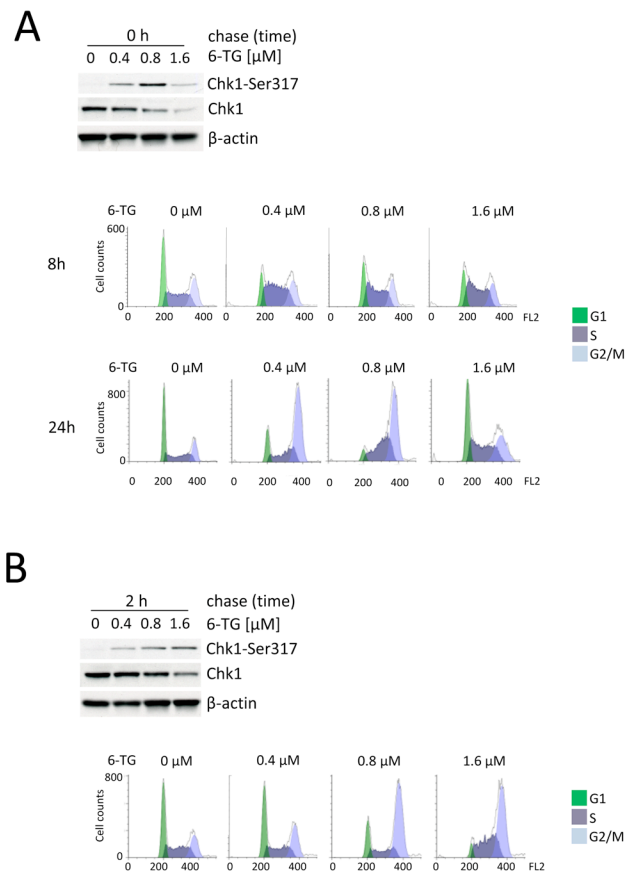 A
0 h chase (time)
0 0.4 0.8 1.6 6-TG [µM]
Chk1-Ser317
Chk1
β-actin
6-TG 0 µM 0.4 µM 0.8 µM 1.6 µM
8h
Cell counts
600
0
0 200 400 0 200 400 0 200 400 0 200 400 FL2
G1
S
G2/M
6-TG 0 µM 0.4 µM 0.8 µM 1.6 µM
24h
Cell counts
800
0
0 200 400 0 200 400 0 200 400 0 200 400 FL2
B
2 h chase (time)
0 0.4 0.8 1.6 6-TG [µM]
Chk1-Ser317
Chk1
β-actin
6-TG 0 µM 0.4 µM 0.8 µM 1.6 µM
Cell counts
800
0
0 200 400 0 200 400 0 200 400 0 200 400 FL2
G1
S
G2/M